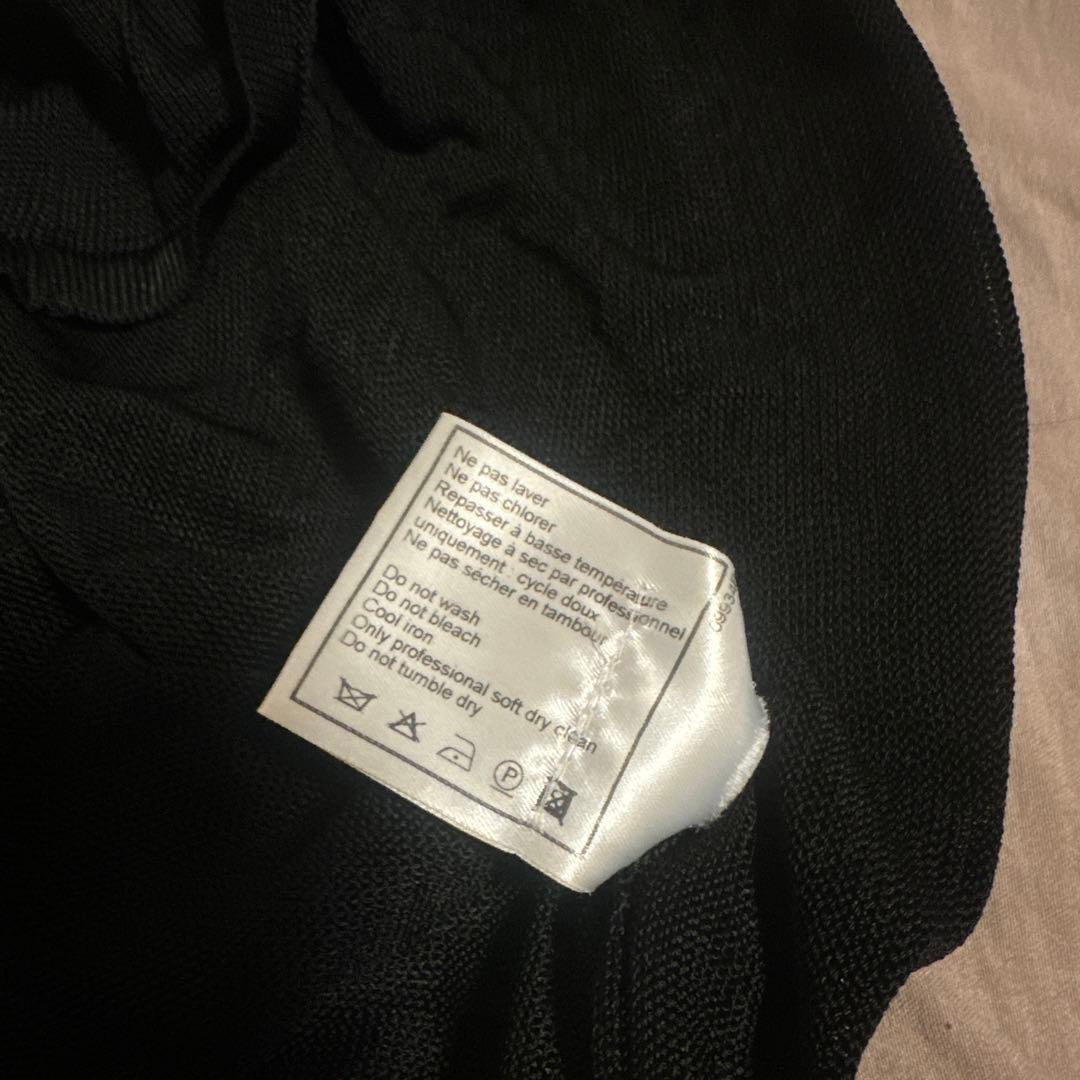 Ne pas laver
Ne pas chlorer
Repasser à basse température
Nettoyage à sec par professionnel
uniquement : cycle doux
Ne pas sécher en tambour
Do not wash
Do not bleach
Cool iron
Only professional soft dry clean
Do not tumble dry
P